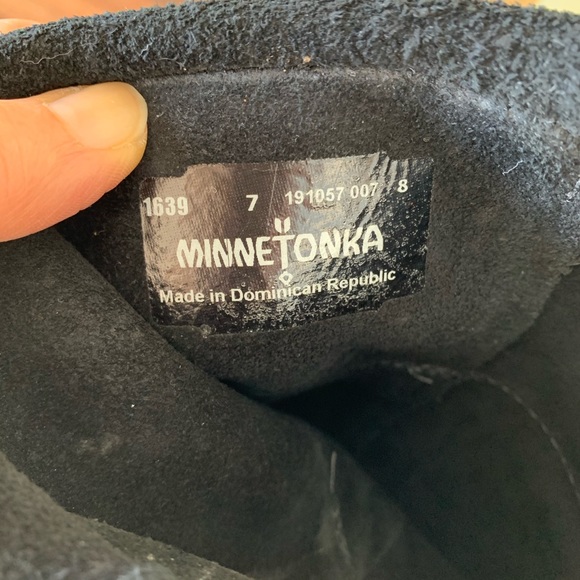 1639 7 191057 007 8
MINNETONKA
Made in Dominican Republic